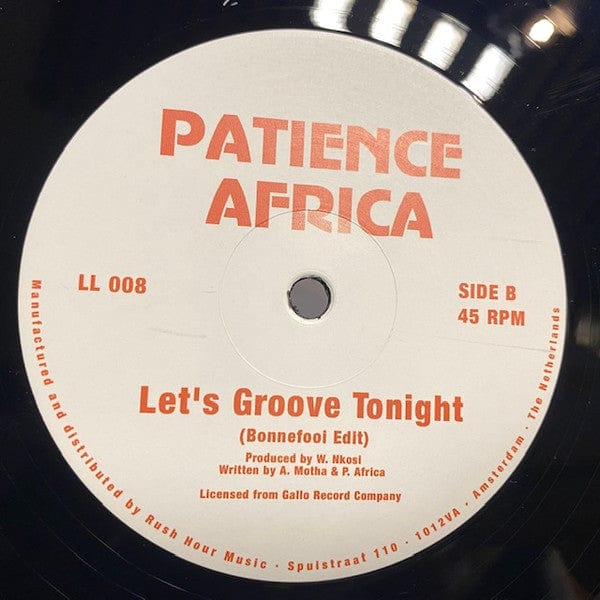 PATIENCE
AFRICA
LL 008
SIDE B
45 RPM
Let's Groove Tonight
(Bonnefooi Edit)
Produced by W. Nkosi
Written by A. Motha & P. Africa
Licensed from Gallo Record Company
Manufactured and distributed by Rush Hour Music · Spuistraat 110 · 1012VA · Amsterdam · The Netherlands